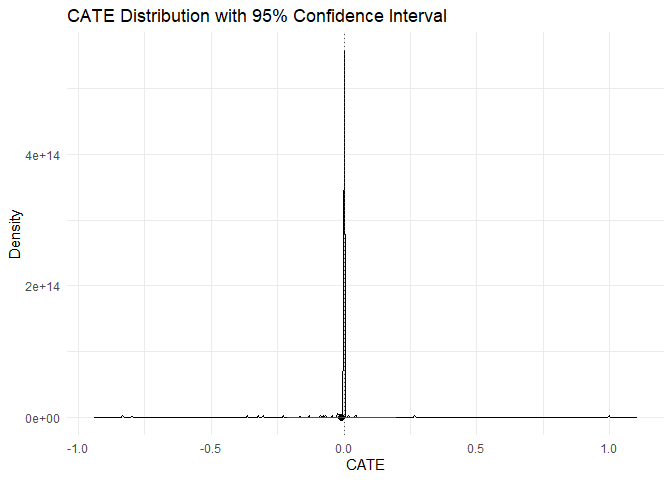 CATE Distribution with 95% Confidence Interval
Density
4e+14
2e+14
0e+00
-1.0 -0.5 0.0 0.5 1.0
CATE